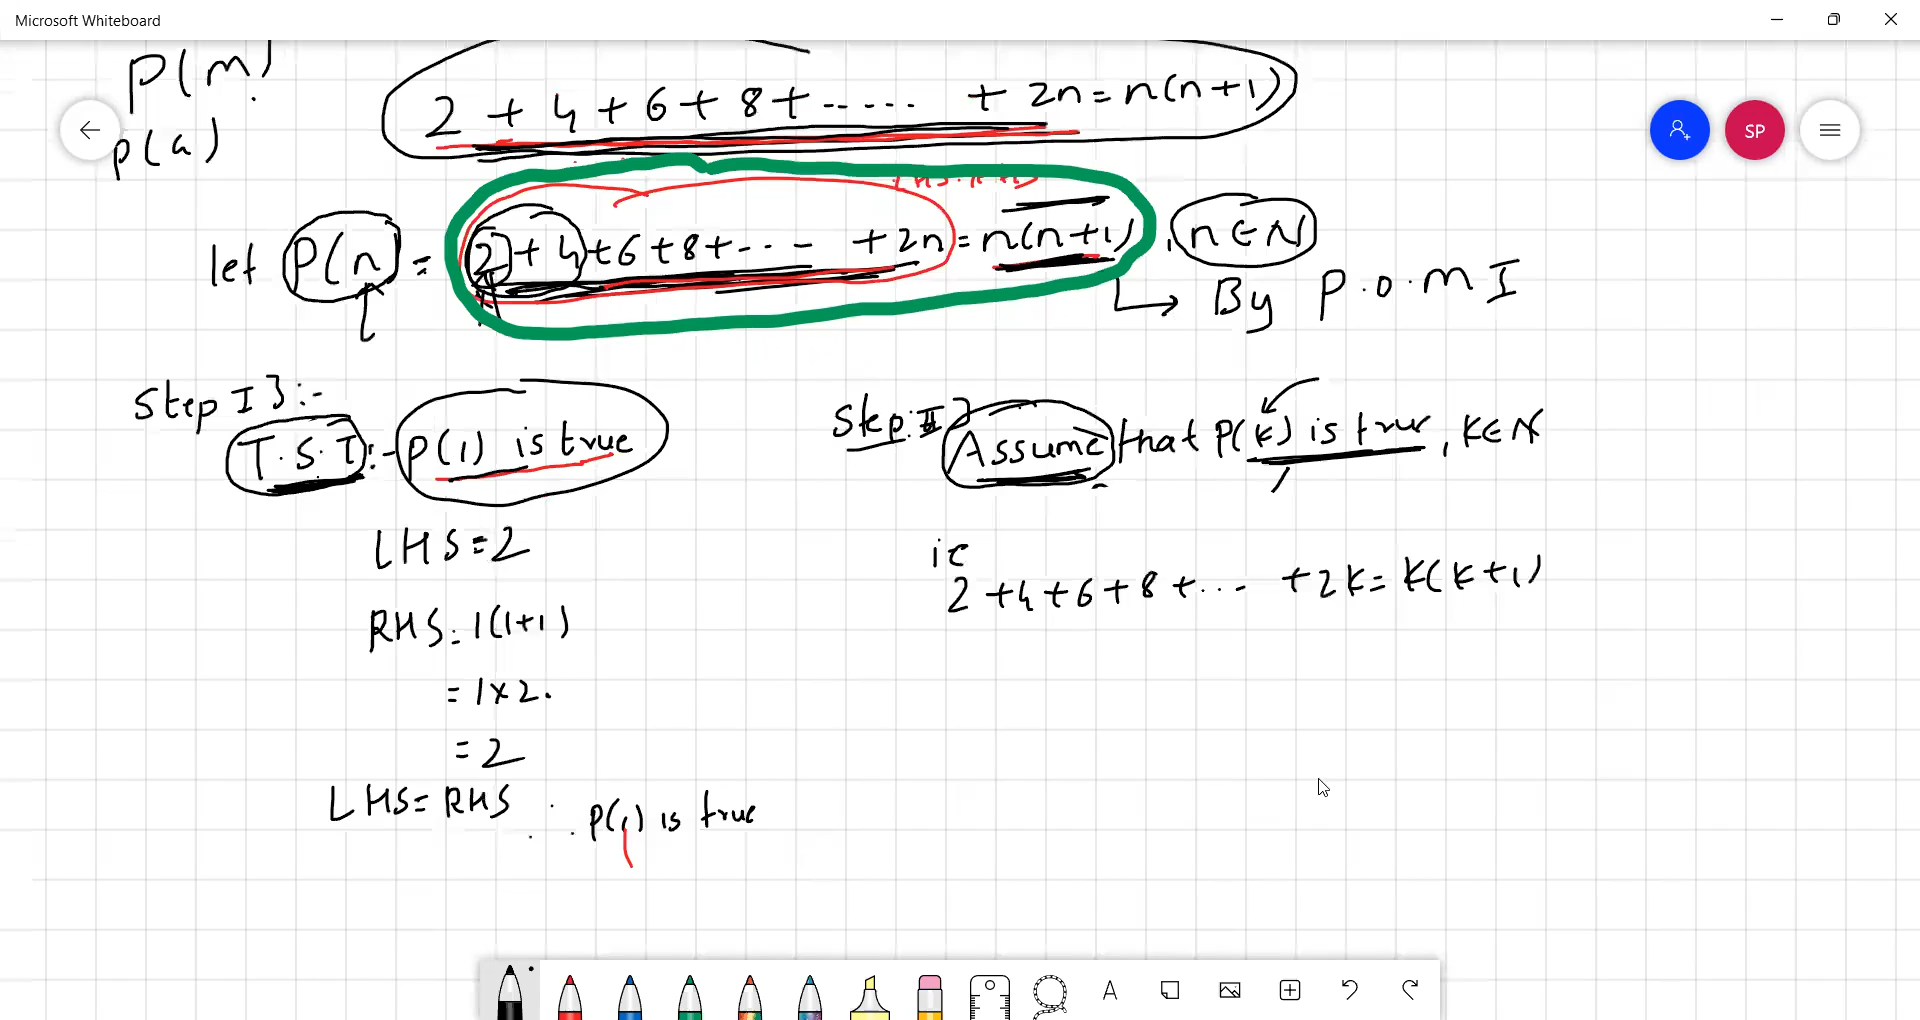 Microsoft Whiteboard
P(m)
p(a)
2 + 4 + 6 + 8 + ..... + 2n = n(n+1)
let P(n) = 2 + 4 + 6 + 8 + ... + 2n = n(n+1), n ∈ N
By P.O.M I
SP
Step I } :-
T.S.T :- P(1) is true
LHS = 2
RHS = 1(1+1)
= 1 × 2
= 2
LHS = RHS ∴ P(1) is true
Step: II }
Assume that P(k) is true, K ∈ N
ie
2 + 4 + 6 + 8 + ... + 2K = K(K+1)
A